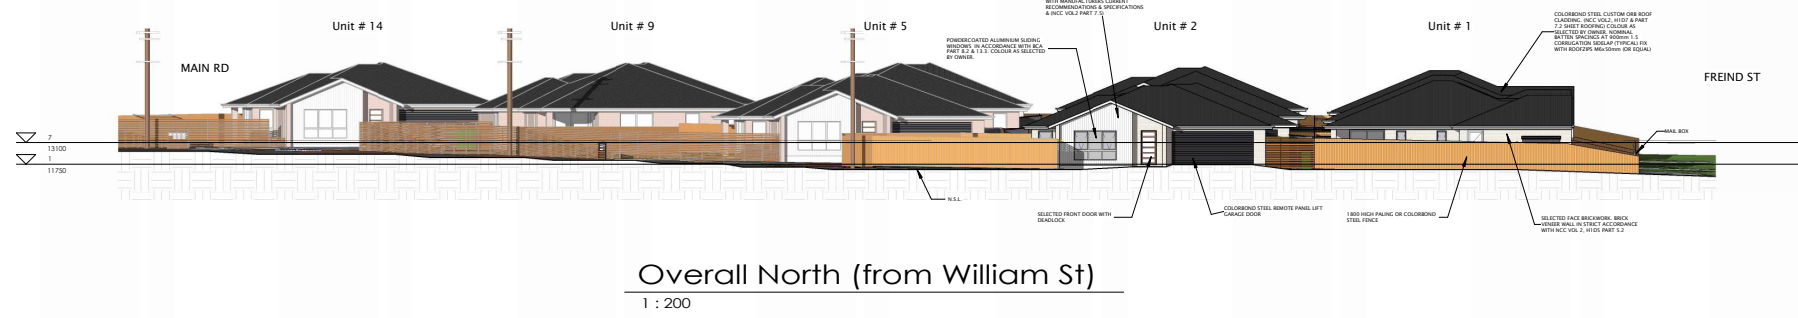 Unit # 14
Unit # 9
Unit # 5
Unit # 2
Unit # 1
WITH MANUFACTURERS CURRENT
RECOMMENDATIONS & SPECIFICATIONS
& (NCC VOL2 PART 7.5)
COLORBOND STEEL CUSTOM ORB ROOF
CLADDING. (NCC VOL2, H1D7 & PART
7.2 SHEET ROOFING) COLOUR AS
SELECTED BY OWNER. NOMINAL
BATTEN SPACINGS AT 900mm 1.5
CORRUGATION SIDELAP (TYPICAL) FIX
WITH ROOFZIPS M6x50mm (OR EQUAL)
POWDERCOATED ALUMINIUM SLIDING
WINDOWS IN ACCORDANCE WITH BCA
PART 8.2 & 13.3. COLOUR AS SELECTED
BY OWNER.
MAIN RD
FREIND ST
MAIL BOX
7
13100
1
11750
N.S.L.
SELECTED FRONT DOOR WITH
DEADLOCK
COLORBOND STEEL REMOTE PANEL LIFT
GARAGE DOOR
1800 HIGH PALING OR COLORBOND
STEEL FENCE
SELECTED FACE BRICKWORK. BRICK
VENEER WALL IN STRICT ACCORDANCE
WITH NCC VOL 2, H1D5 PART 5.2
Overall North (from William St)
1 : 200